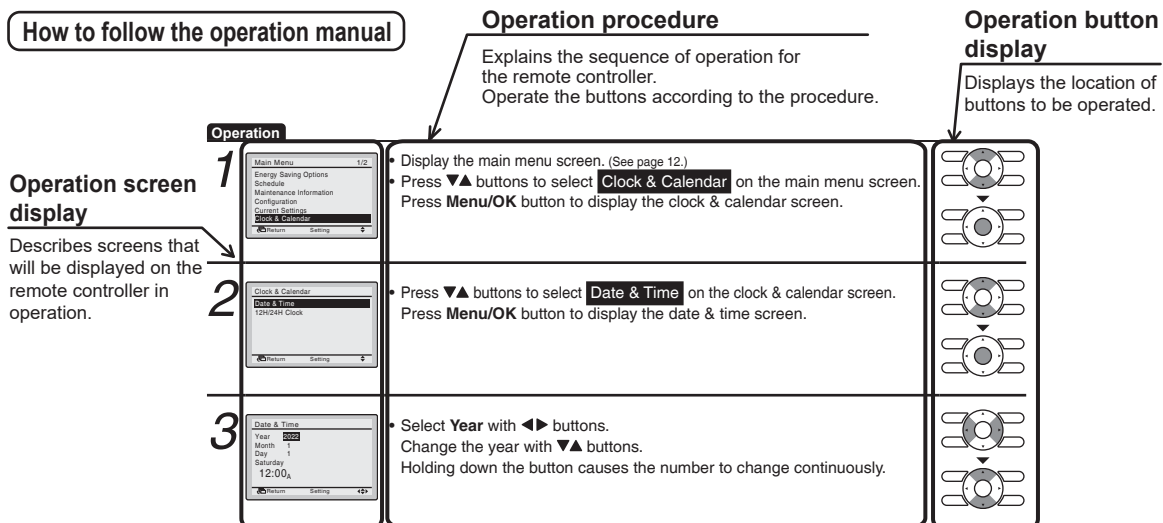 How to follow the operation manual
Operation procedure
Explains the sequence of operation for
the remote controller.
Operate the buttons according to the procedure.
Operation button
display
Displays the location of
buttons to be operated.
Operation screen
display
Describes screens that
will be displayed on the
remote controller in
operation.
Operation
1
Main Menu 1/2
Energy Saving Options
Schedule
Maintenance Information
Configuration
Current Settings
Clock & Calendar
Return Setting
• Display the main menu screen. (See page 12.)
• Press ▼▲ buttons to select Clock & Calendar on the main menu screen.
Press Menu/OK button to display the clock & calendar screen.
2
Clock & Calendar
Date & Time
12H/24H Clock
Return Setting
• Press ▼▲ buttons to select Date & Time on the clock & calendar screen.
Press Menu/OK button to display the date & time screen.
3
Date & Time
Year 2022
Month 1
Day 1
Saturday
12:00A
Return Setting
• Select Year with ◀▶ buttons.
Change the year with ▼▲ buttons.
Holding down the button causes the number to change continuously.